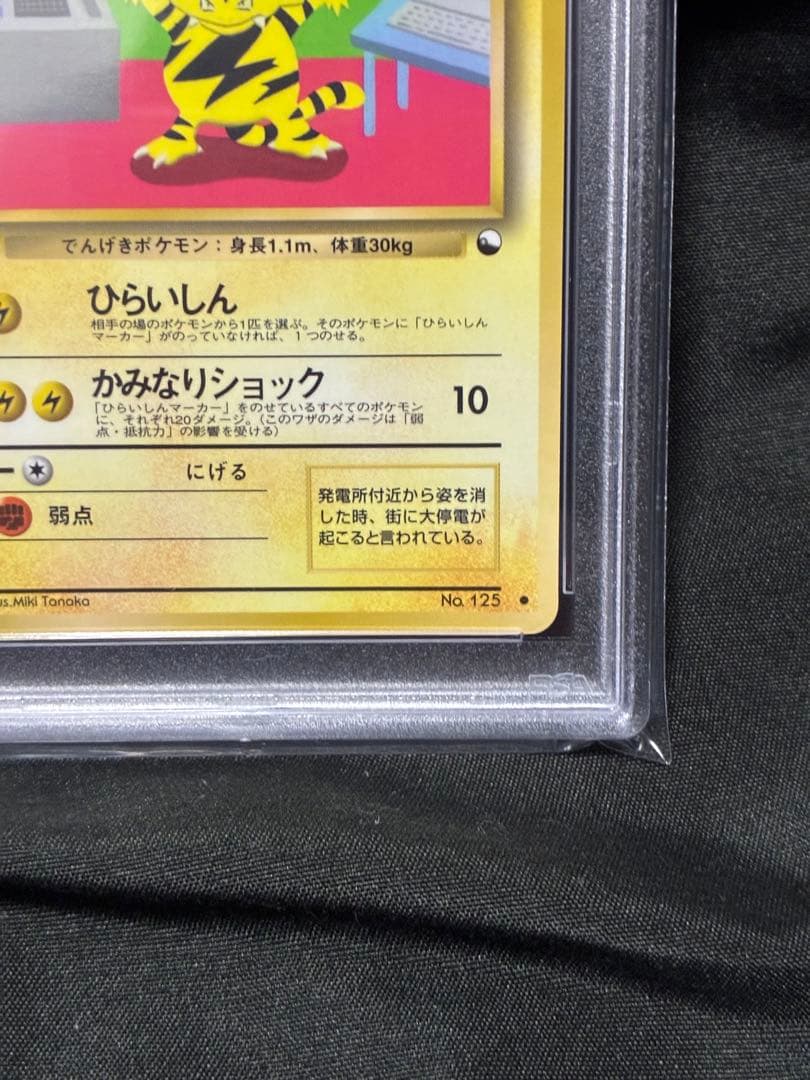 でんげきポケモン：身長1.1m、体重30kg
ひらいしん
相手の場のポケモンから1匹を選ぶ。そのポケモンに「ひらいしん
マーカー」がのっていなければ、1つのせる。
かみなりショック 10
「ひらいしんマーカー」をのせているすべてのポケモン
に、それぞれ20ダメージ。（このワザのダメージは「弱
点・抵抗力」の影響を受ける）
にげる
弱点
発電所付近から姿を消
した時、街に大停電が
起こると言われている。
us.Miki Tanaka
No. 125
PSA